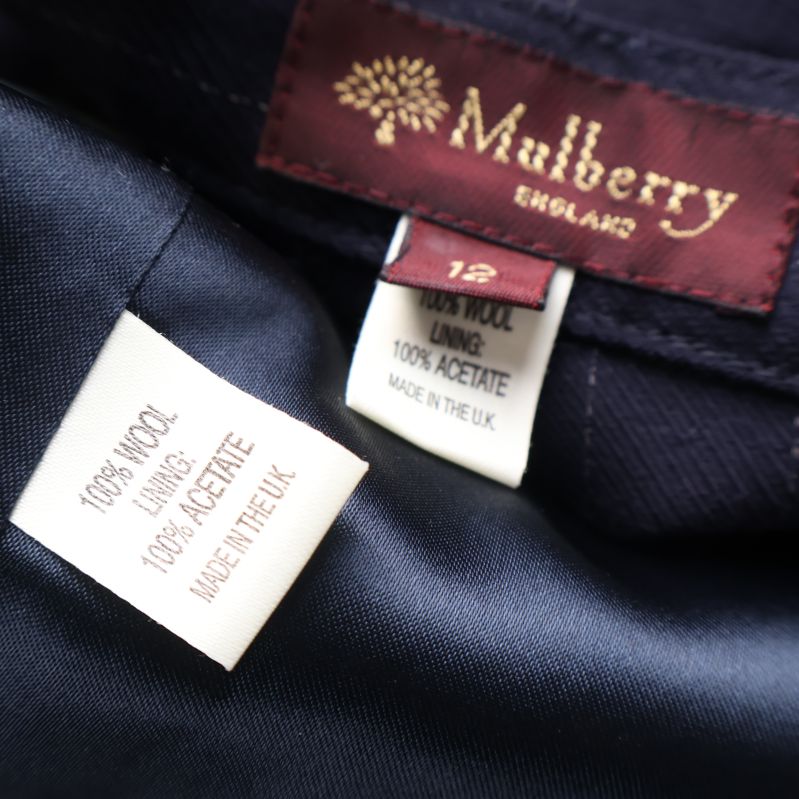 Mulberry
ENGLAND
12
100% WOOL
LINING:
100% ACETATE
MADE IN THE U.K.
100% WOOL
LINING:
100% ACETATE
MADE IN THE U.K.